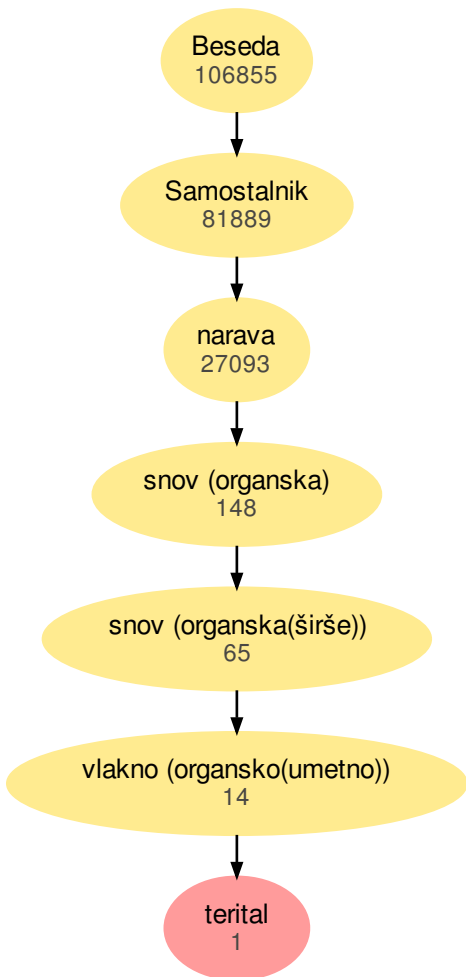 Beseda
106855
Samostalnik
81889
narava
27093
snov (organska)
148
snov (organska(širše))
65
vlakno (organsko(umetno))
14
terital
1